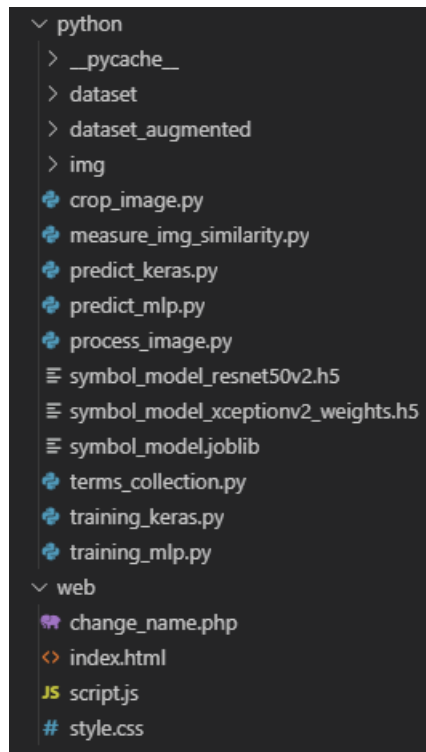 python
__pycache__
dataset
dataset_augmented
img
crop_image.py
measure_img_similarity.py
predict_keras.py
predict_mlp.py
process_image.py
symbol_model_resnet50v2.h5
symbol_model_xceptionv2_weights.h5
symbol_model.joblib
terms_collection.py
training_keras.py
training_mlp.py
web
change_name.php
<> index.html
JS script.js
# style.css